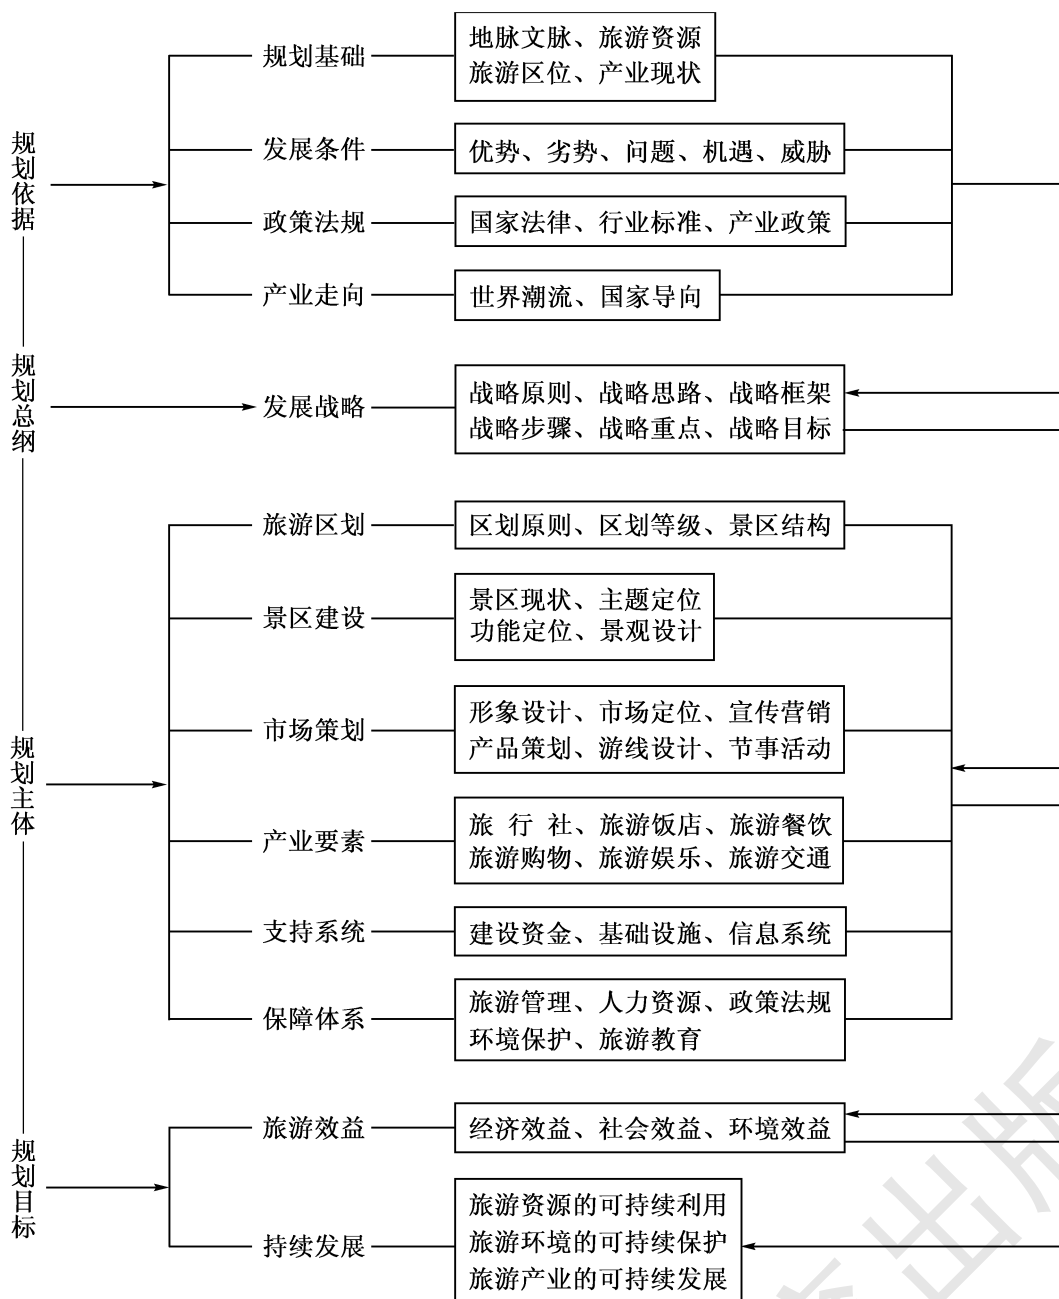 规划依据
规划基础
地脉文脉、旅游资源
旅游区位、产业现状
发展条件
优势、劣势、问题、机遇、威胁
政策法规
国家法律、行业标准、产业政策
产业走向
世界潮流、国家导向
规划总纲
发展战略
战略原则、战略思路、战略框架
战略步骤、战略重点、战略目标
规划主体
旅游区划
区划原则、区划等级、景区结构
景区建设
景区现状、主题定位
功能定位、景观设计
市场策划
形象设计、市场定位、宣传营销
产品策划、游线设计、节事活动
产业要素
旅 行 社、旅游饭店、旅游餐饮
旅游购物、旅游娱乐、旅游交通
支持系统
建设资金、基础设施、信息系统
保障体系
旅游管理、人力资源、政策法规
环境保护、旅游教育
规划目标
旅游效益
经济效益、社会效益、环境效益
持续发展
旅游资源的可持续利用
旅游环境的可持续保护
旅游产业的可持续发展
出版